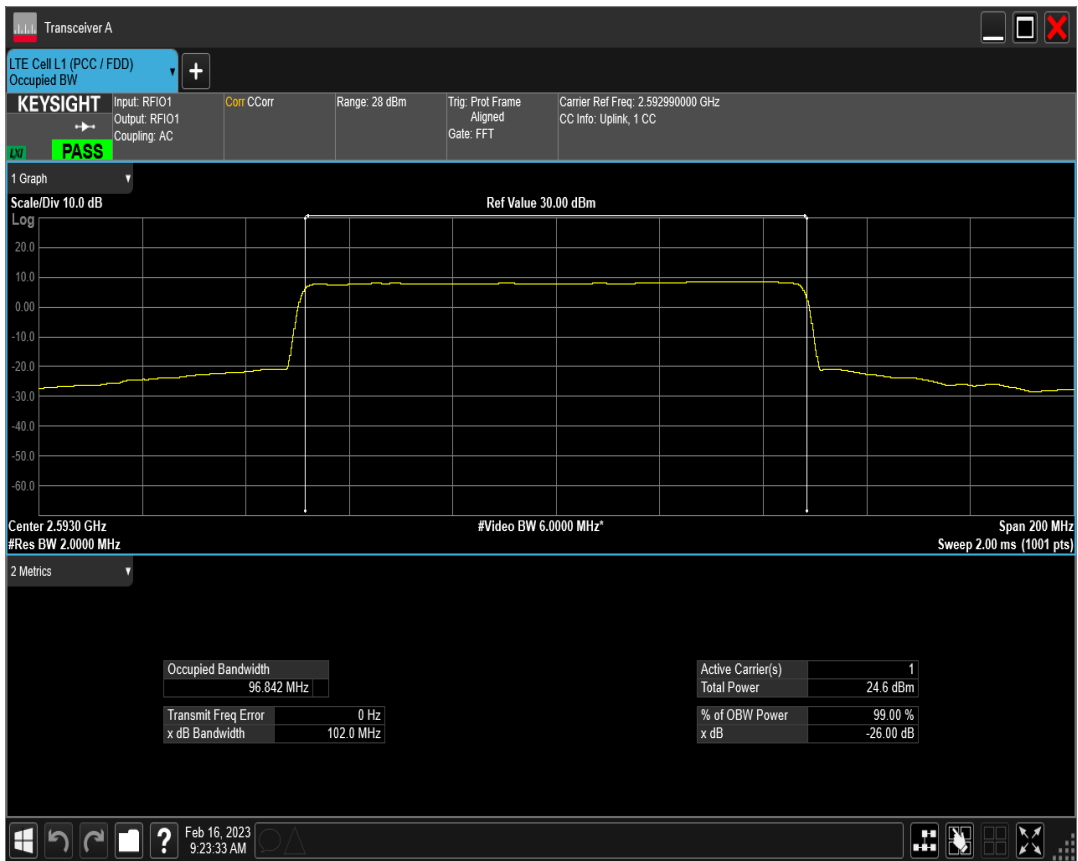 Transceiver A
LTE Cell L1 (PCC / FDD)
Occupied BW
+
KEYSIGHT
LXI
PASS
Input: RFIO1
Output: RFIO1
Coupling: AC
Corr CCorr
Range: 28 dBm
Trig: Prot Frame
Aligned
Gate: FFT
Carrier Ref Freq: 2.592990000 GHz
CC Info: Uplink, 1 CC
1 Graph
Scale/Div 10.0 dB
Ref Value 30.00 dBm
Log
20.0
10.0
0.00
-10.0
-20.0
-30.0
-40.0
-50.0
-60.0
Center 2.5930 GHz
#Video BW 6.0000 MHz*
Span 200 MHz
#Res BW 2.0000 MHz
Sweep 2.00 ms (1001 pts)
2 Metrics
Occupied Bandwidth
96.842 MHz
Transmit Freq Error 0 Hz
x dB Bandwidth 102.0 MHz
Active Carrier(s) 1
Total Power 24.6 dBm
% of OBW Power 99.00 %
x dB -26.00 dB
?
Feb 16, 2023
9:23:33 AM